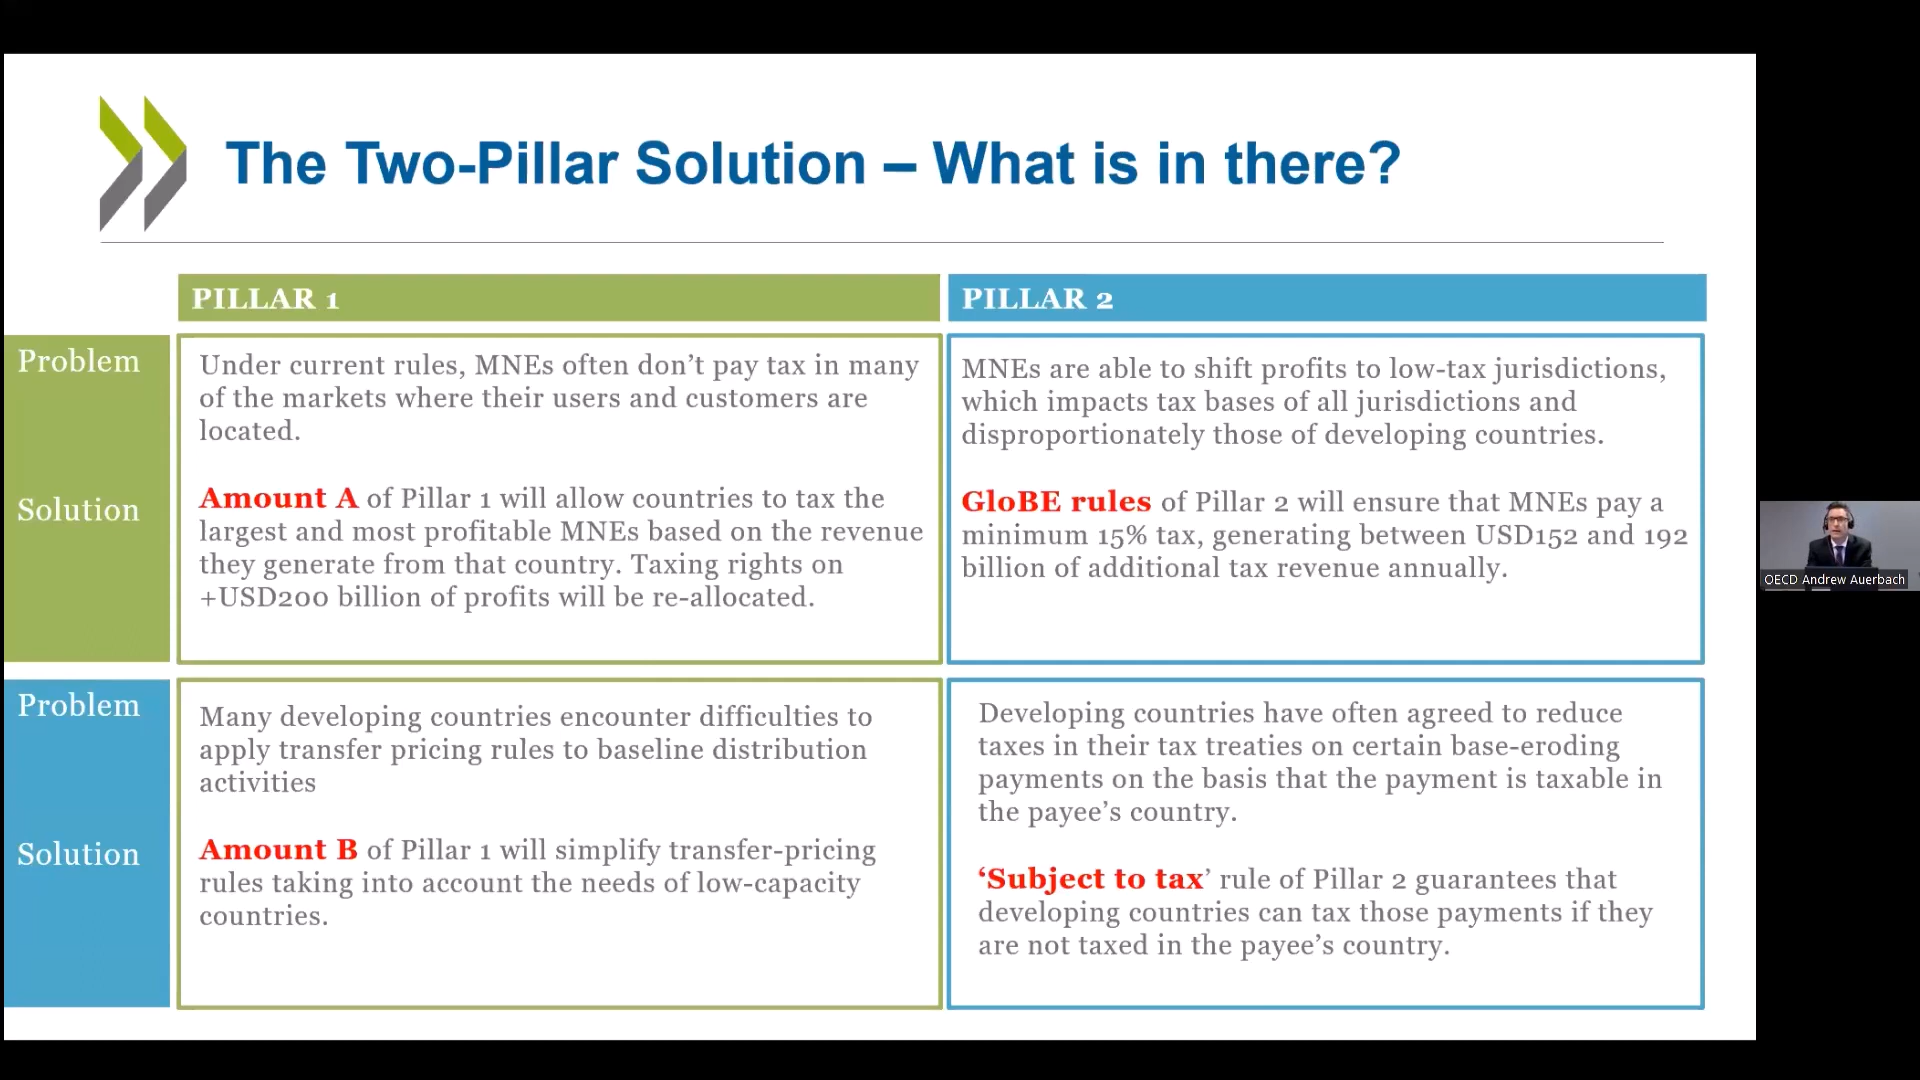 The Two-Pillar Solution – What is in there?
PILLAR 1
PILLAR 2
Problem
Under current rules, MNEs often don’t pay tax in many
of the markets where their users and customers are
located.
Solution
Amount A of Pillar 1 will allow countries to tax the
largest and most profitable MNEs based on the revenue
they generate from that country. Taxing rights on
+USD200 billion of profits will be re-allocated.
MNEs are able to shift profits to low-tax jurisdictions,
which impacts tax bases of all jurisdictions and
disproportionately those of developing countries.
GloBE rules of Pillar 2 will ensure that MNEs pay a
minimum 15% tax, generating between USD152 and 192
billion of additional tax revenue annually.
Problem
Many developing countries encounter difficulties to
apply transfer pricing rules to baseline distribution
activities
Solution
Amount B of Pillar 1 will simplify transfer-pricing
rules taking into account the needs of low-capacity
countries.
Developing countries have often agreed to reduce
taxes in their tax treaties on certain base-eroding
payments on the basis that the payment is taxable in
the payee’s country.
‘Subject to tax’ rule of Pillar 2 guarantees that
developing countries can tax those payments if they
are not taxed in the payee’s country.
OECD Andrew Auerbach